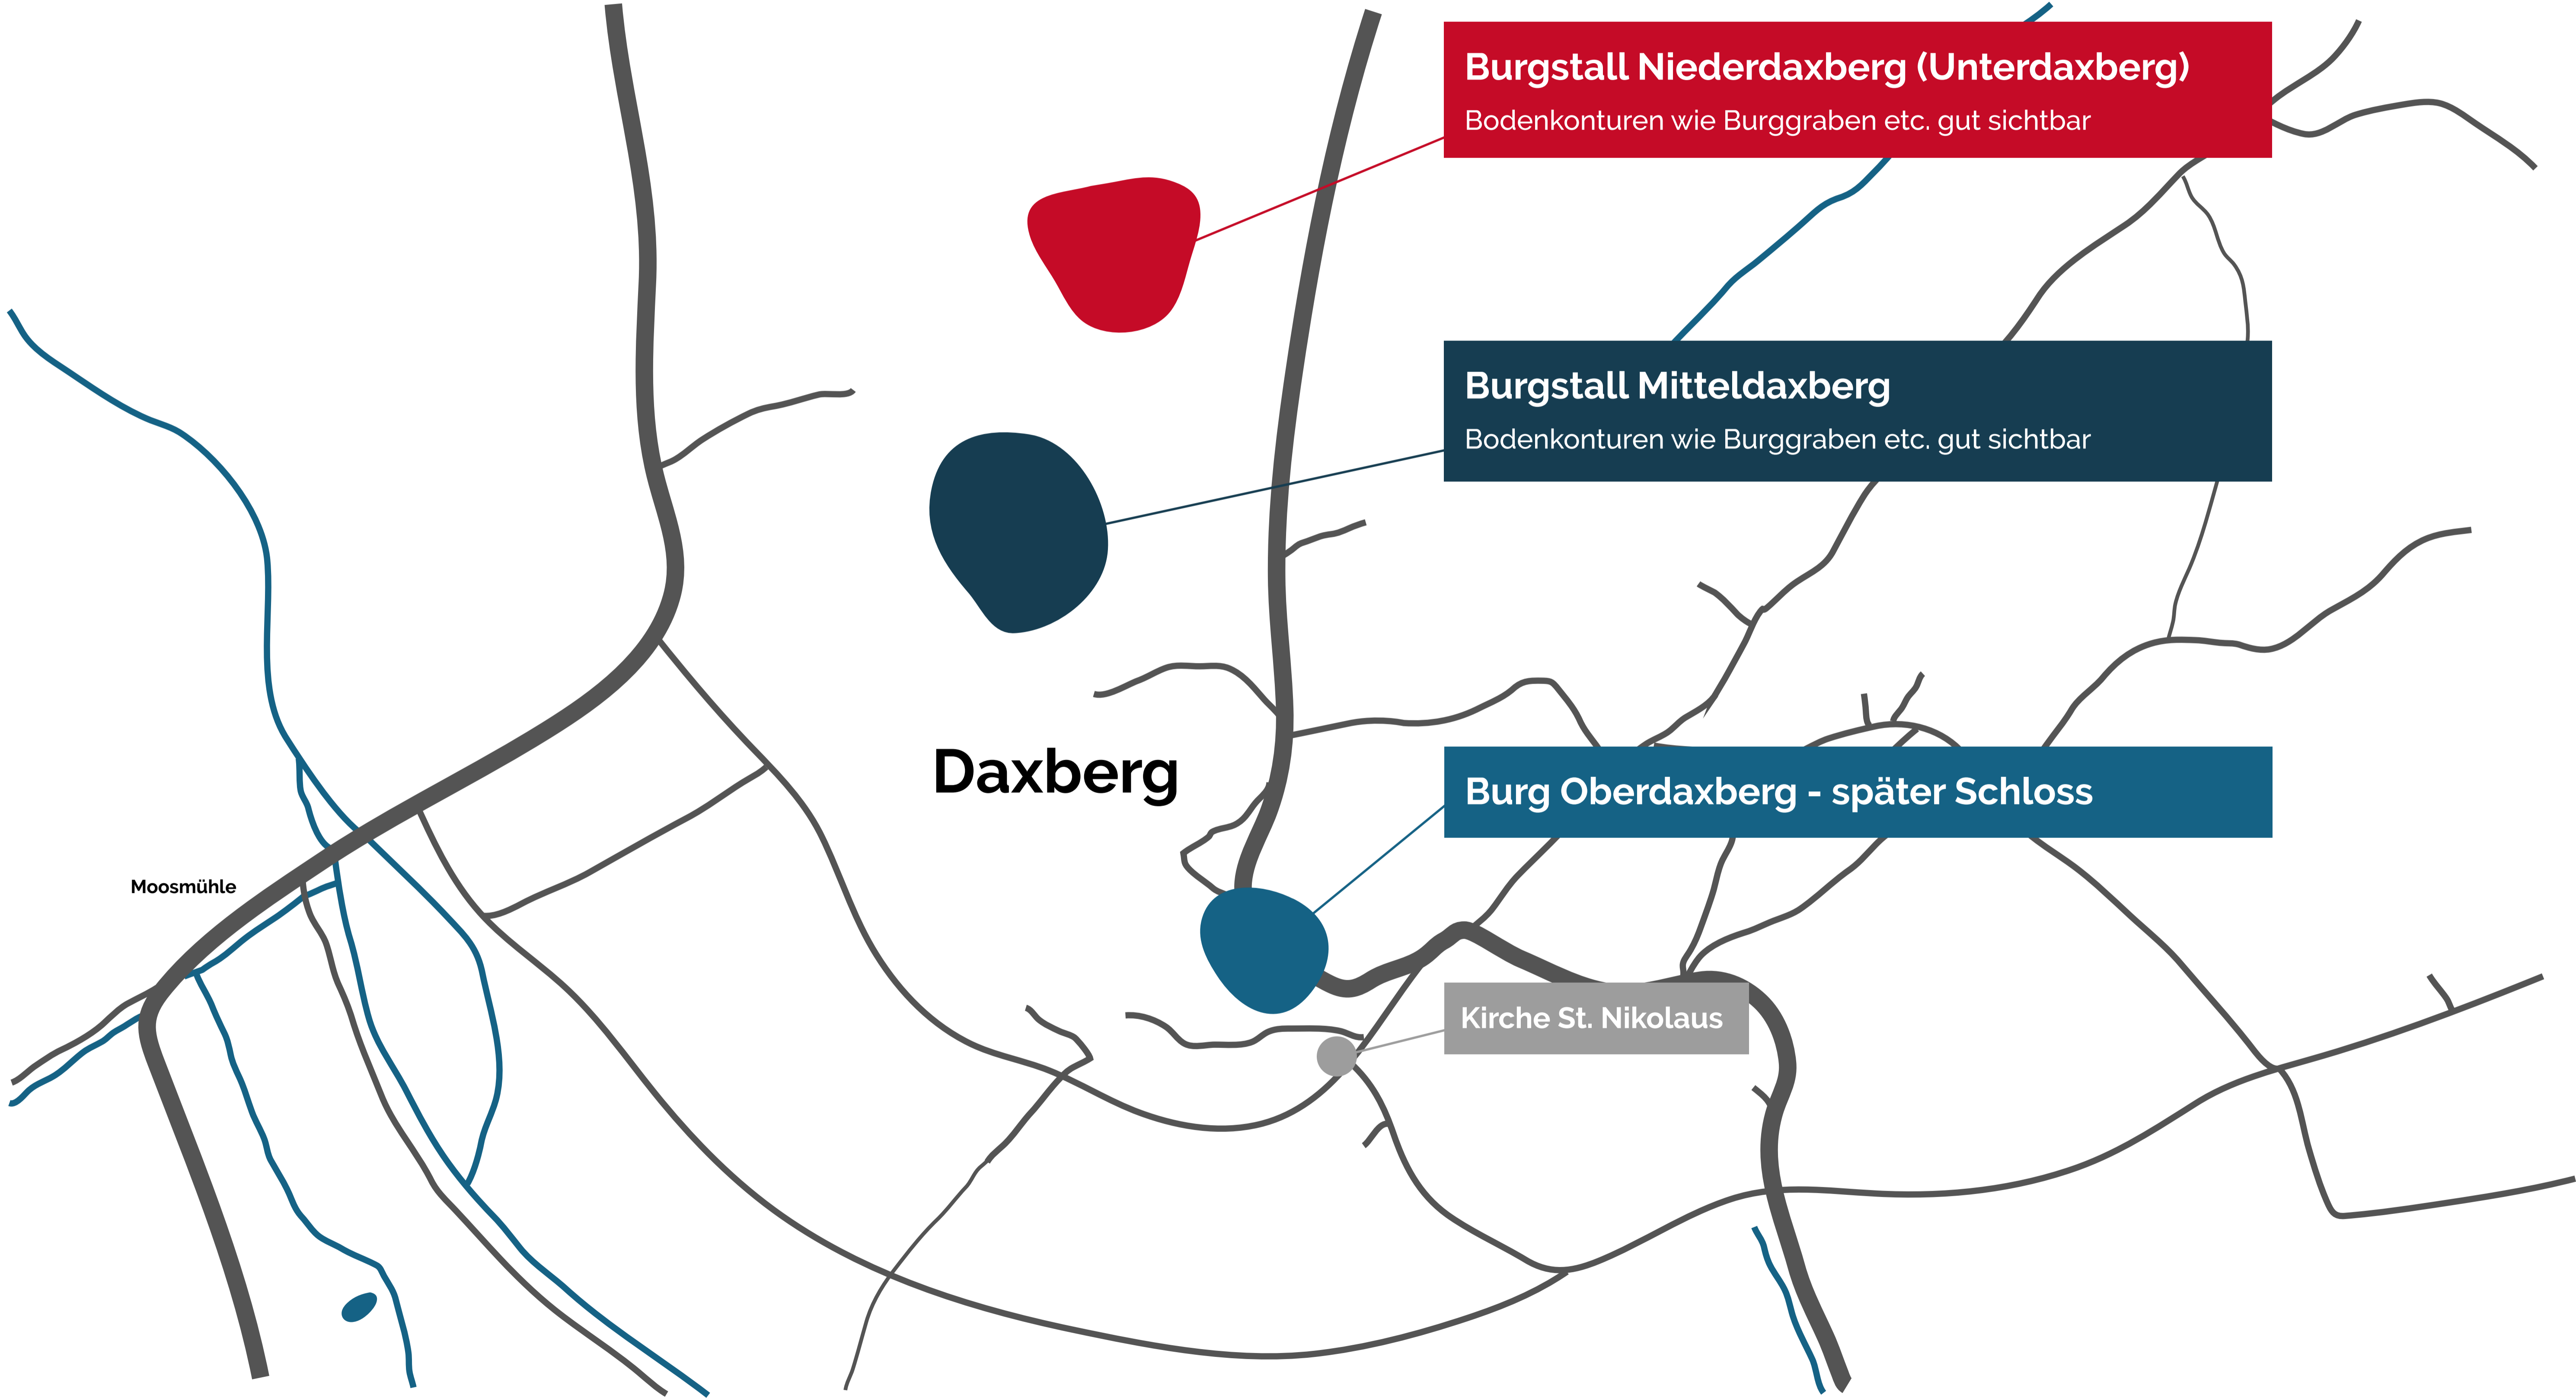 Burgstall Niederdaxberg (Unterdaxberg)
Bodenkonturen wie Burggraben etc. gut sichtbar
Burgstall Mitteldaxberg
Bodenkonturen wie Burggraben etc. gut sichtbar
Daxberg
Burg Oberdaxberg - später Schloss
Moosmühle
Kirche St. Nikolaus